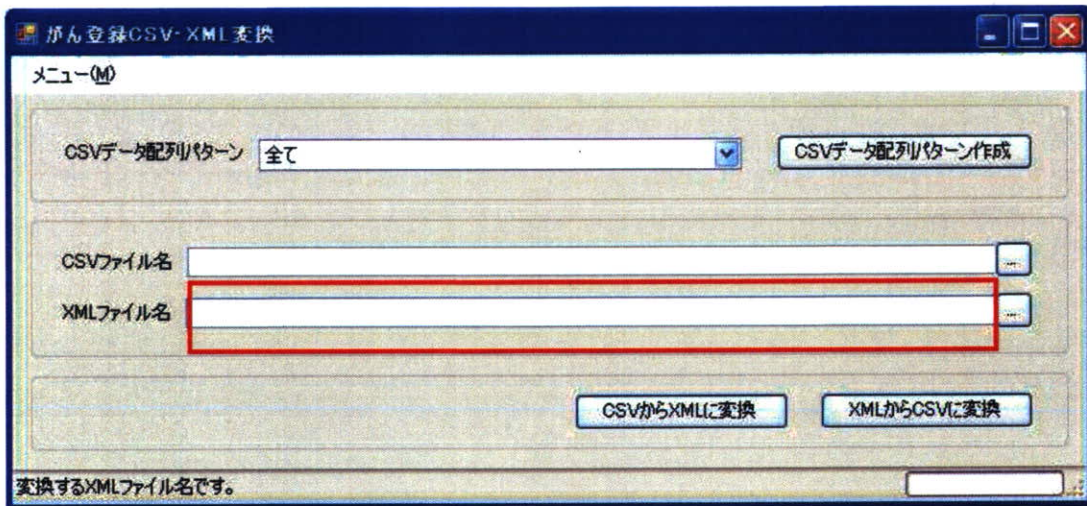 がん登録CSV-XML変換
メニュー(M)
CSVデータ配列パターン 全て CSVデータ配列パターン作成
CSVファイル名 ...
XMLファイル名 ...
CSVからXMLに変換 XMLからCSVに変換
変換するXMLファイル名です。